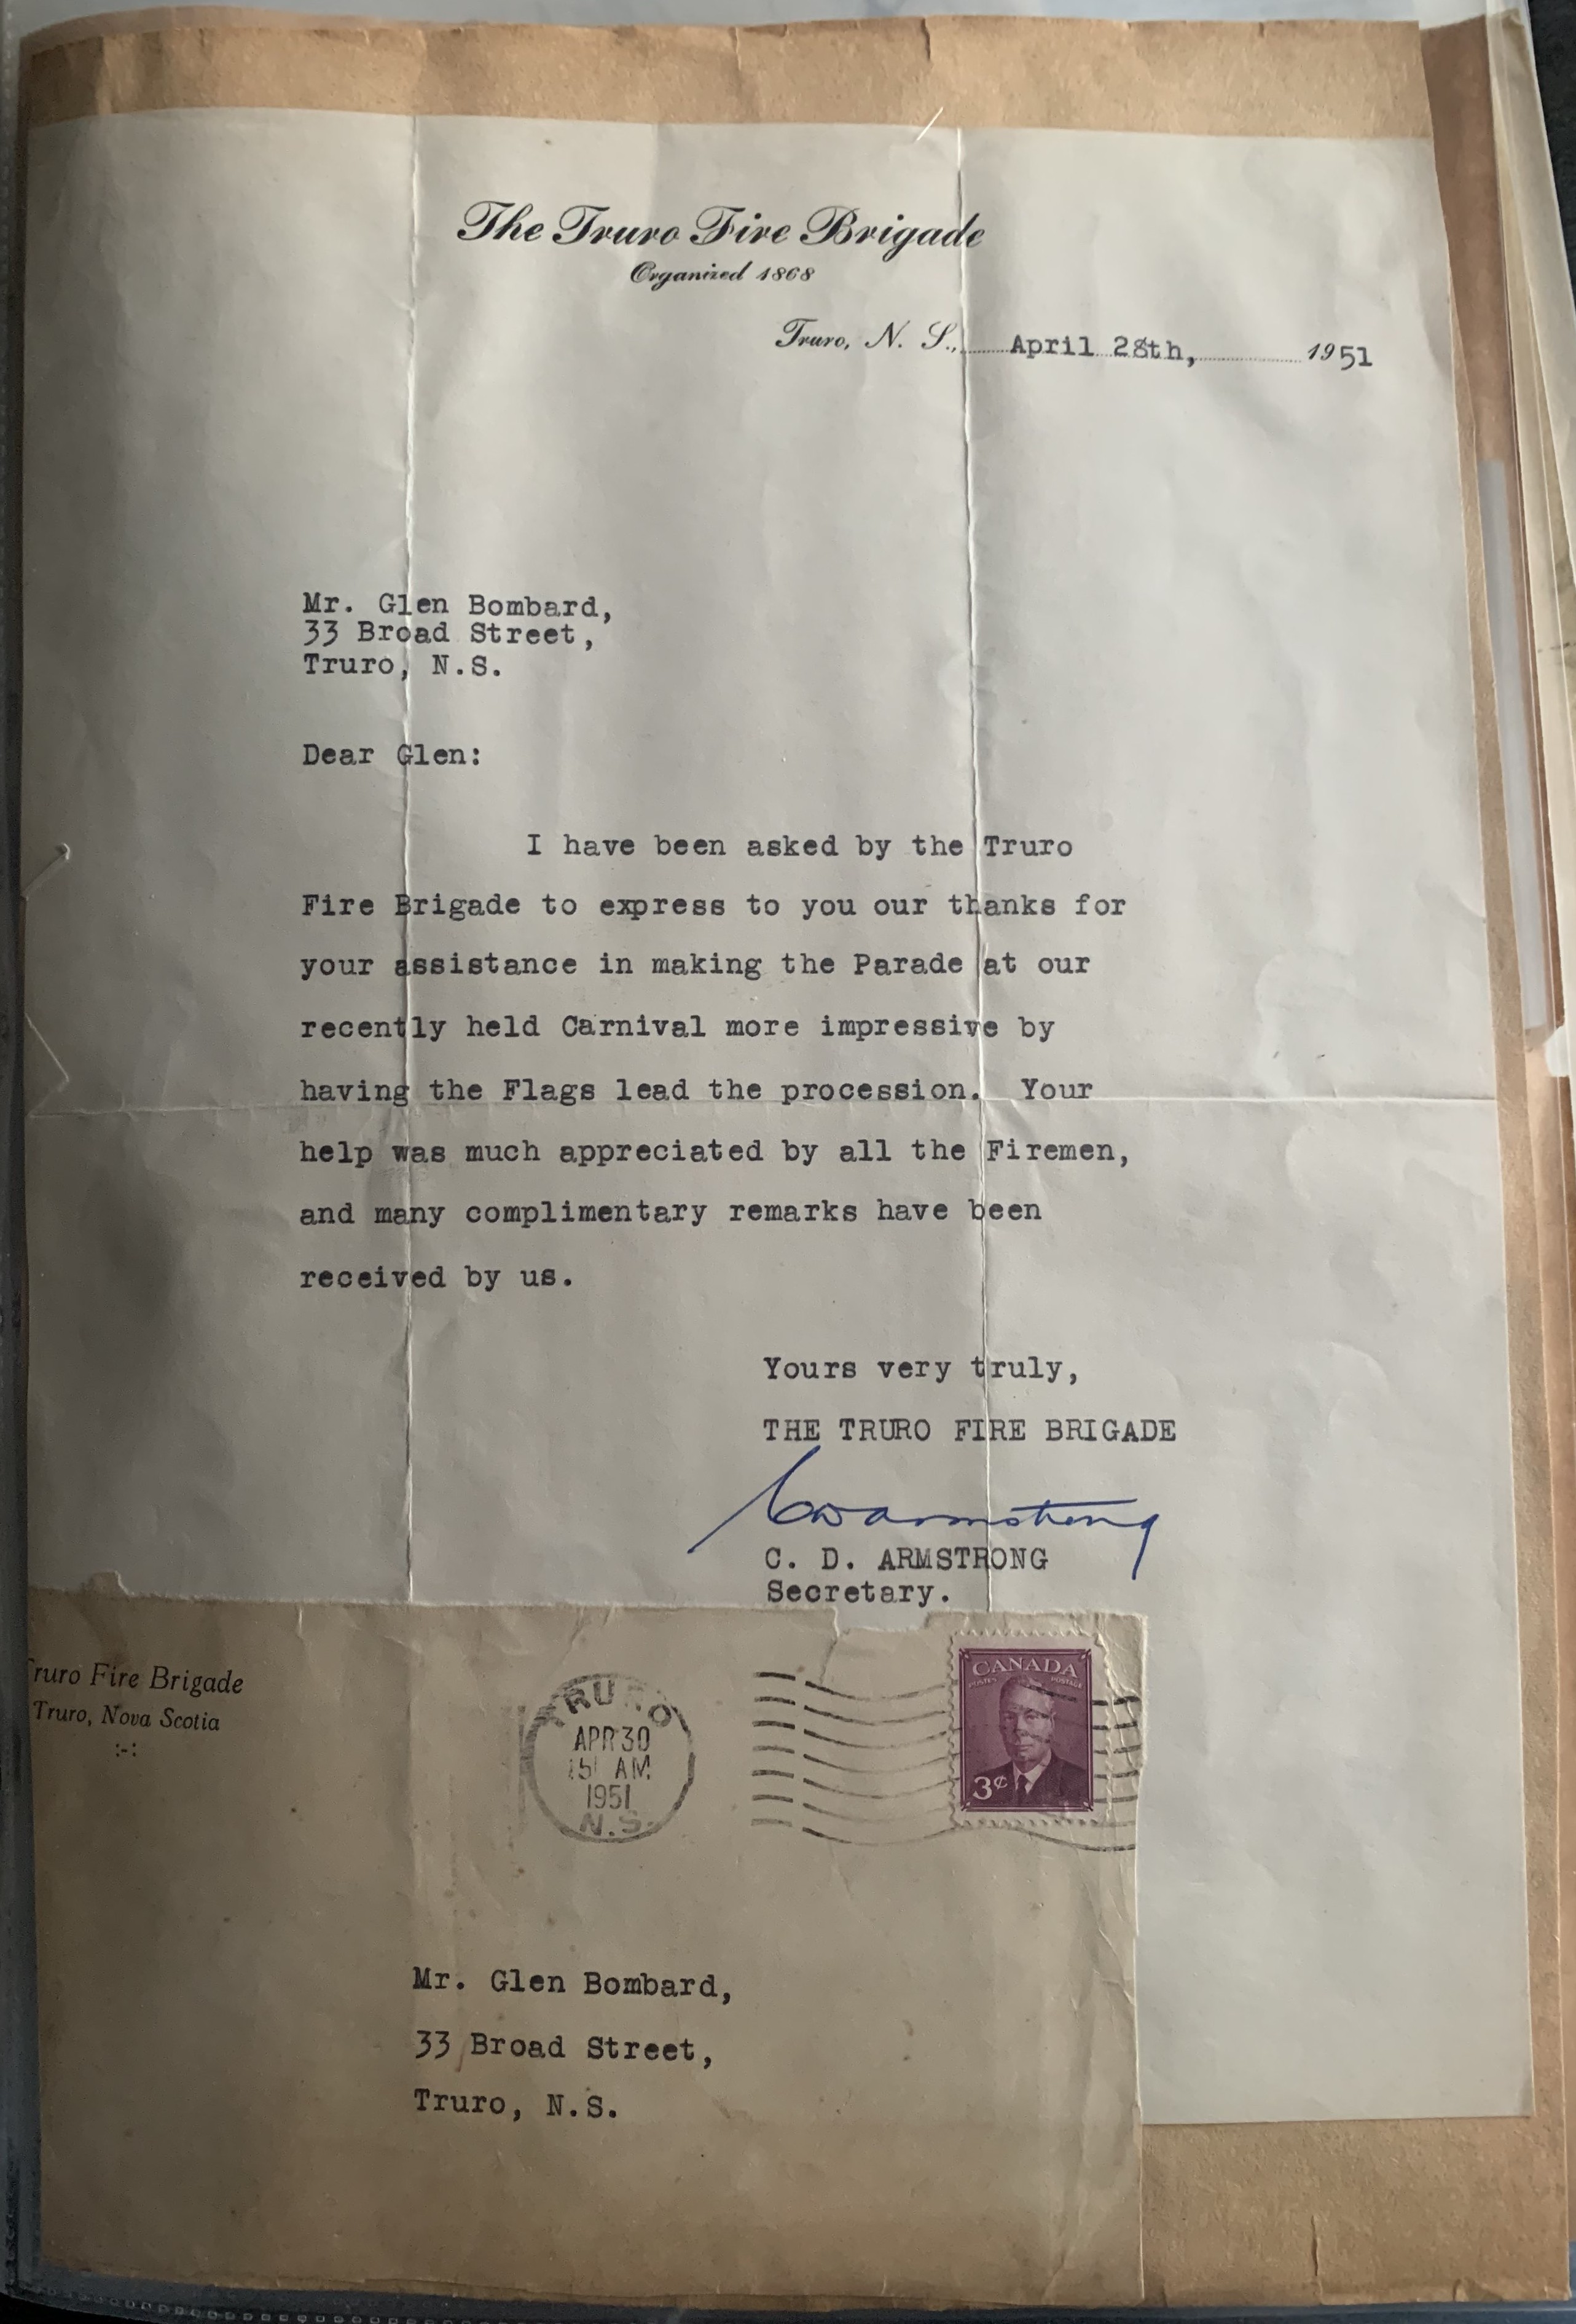 The Truro Fire Brigade
Organized 1868
Truro, N. S., April 28th, 1951
Mr. Glen Bombard,
33 Broad Street,
Truro, N.S.
Dear Glen:
I have been asked by the Truro
Fire Brigade to express to you our thanks for
your assistance in making the Parade at our
recently held Carnival more impressive by
having the Flags lead the procession. Your
help was much appreciated by all the Firemen,
and many complimentary remarks have been
received by us.
Yours very truly,
THE TRURO FIRE BRIGADE
CDArmstrong
C. D. ARMSTRONG
Secretary.
Truro Fire Brigade
Truro, Nova Scotia
:-:
TRURO
APR 30
AM
1951
N.S.
CANADA
POSTES POSTAGE
3¢
Mr. Glen Bombard,
33 Broad Street,
Truro, N.S.